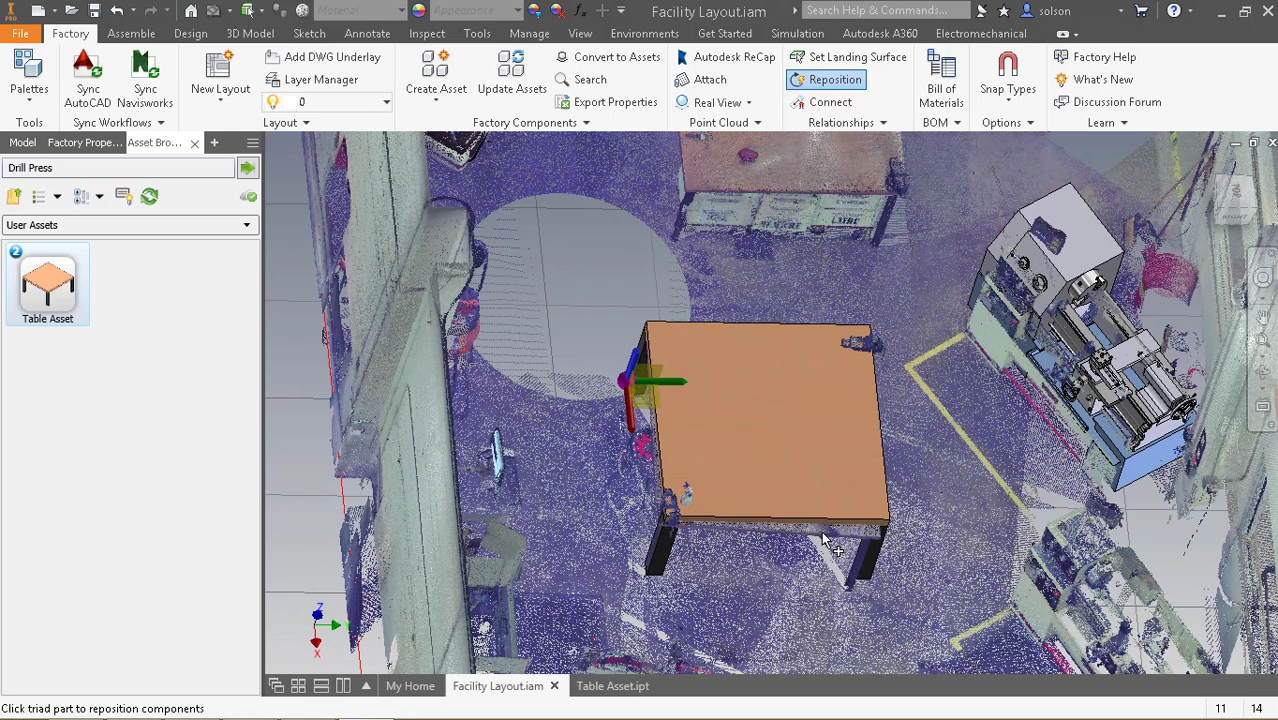 PRO
Material
Appearance
Facility Layout.iam
Search Help & Commands...
solson
File
Factory
Assemble
Design
3D Model
Sketch
Annotate
Inspect
Tools
Manage
View
Environments
Get Started
Simulation
Autodesk A360
Electromechanical
Palettes
Tools
Sync
AutoCAD
Sync
Navisworks
Sync Workflows
New Layout
Add DWG Underlay
Layer Manager
0
Layout
Create Asset
Update Assets
Convert to Assets
Search
Export Properties
Factory Components
Autodesk ReCap
Attach
Real View
Point Cloud
Set Landing Surface
Reposition
Connect
Relationships
Bill of
Materials
BOM
Snap Types
Options
Factory Help
What's New
Discussion Forum
Learn
Model
Factory Prope...
Asset Bro...
Drill Press
User Assets
2
Table Asset
RIGHT
Z
X
My Home
Facility Layout.iam
Table Asset.ipt
Click triad part to reposition components
11
14